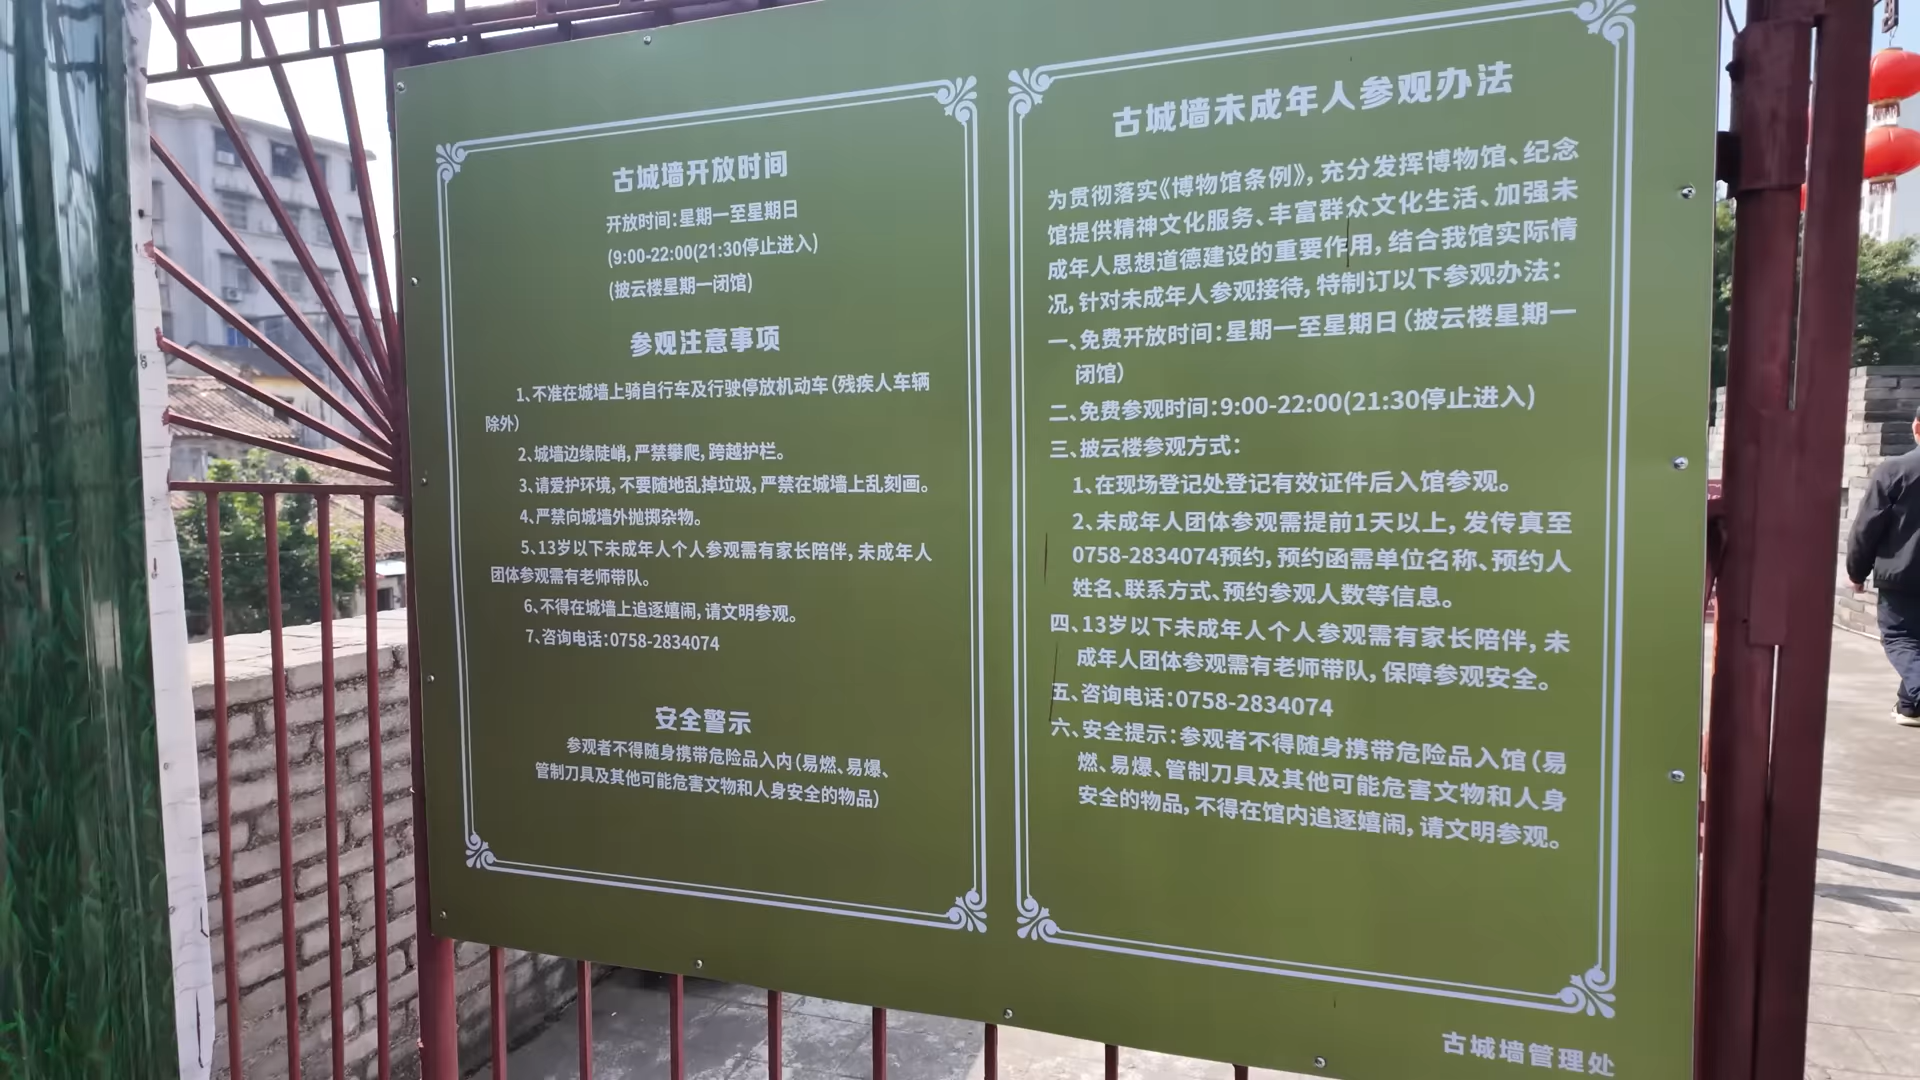 古城墙开放时间
开放时间：星期一至星期日
(9:00-22:00(21:30停止进入)
(披云楼星期一闭馆)
参观注意事项
1、不准在城墙上骑自行车及行驶停放机动车（残疾人车辆
除外）
2、城墙边缘陡峭，严禁攀爬，跨越护栏。
3、请爱护环境，不要随地乱掉垃圾，严禁在城墙上乱刻画。
4、严禁向城墙外抛掷杂物。
5、13岁以下未成年人个人参观需有家长陪伴，未成年人
团体参观需有老师带队。
6、不得在城墙上追逐嬉闹，请文明参观。
7、咨询电话：0758-2834074
安全警示
参观者不得随身携带危险品入内（易燃、易爆、
管制刀具及其他可能危害文物和人身安全的物品）
古城墙未成年人参观办法
为贯彻落实《博物馆条例》，充分发挥博物馆、纪念
馆提供精神文化服务、丰富群众文化生活、加强未
成年人思想道德建设的重要作用，结合我馆实际情
况，针对未成年人参观接待，特制订以下参观办法：
一、免费开放时间：星期一至星期日（披云楼星期一
闭馆）
二、免费参观时间：9:00-22:00(21:30停止进入)
三、披云楼参观方式：
1、在现场登记处登记有效证件后入馆参观。
2、未成年人团体参观需提前1天以上，发传真至
0758-2834074预约，预约函需单位名称、预约人
姓名、联系方式、预约参观人数等信息。
四、13岁以下未成年人个人参观需有家长陪伴，未
成年人团体参观需有老师带队，保障参观安全。
五、咨询电话：0758-2834074
六、安全提示：参观者不得随身携带危险品入馆（易
燃、易爆、管制刀具及其他可能危害文物和人身
安全的物品，不得在馆内追逐嬉闹，请文明参观。
古城墙管理处